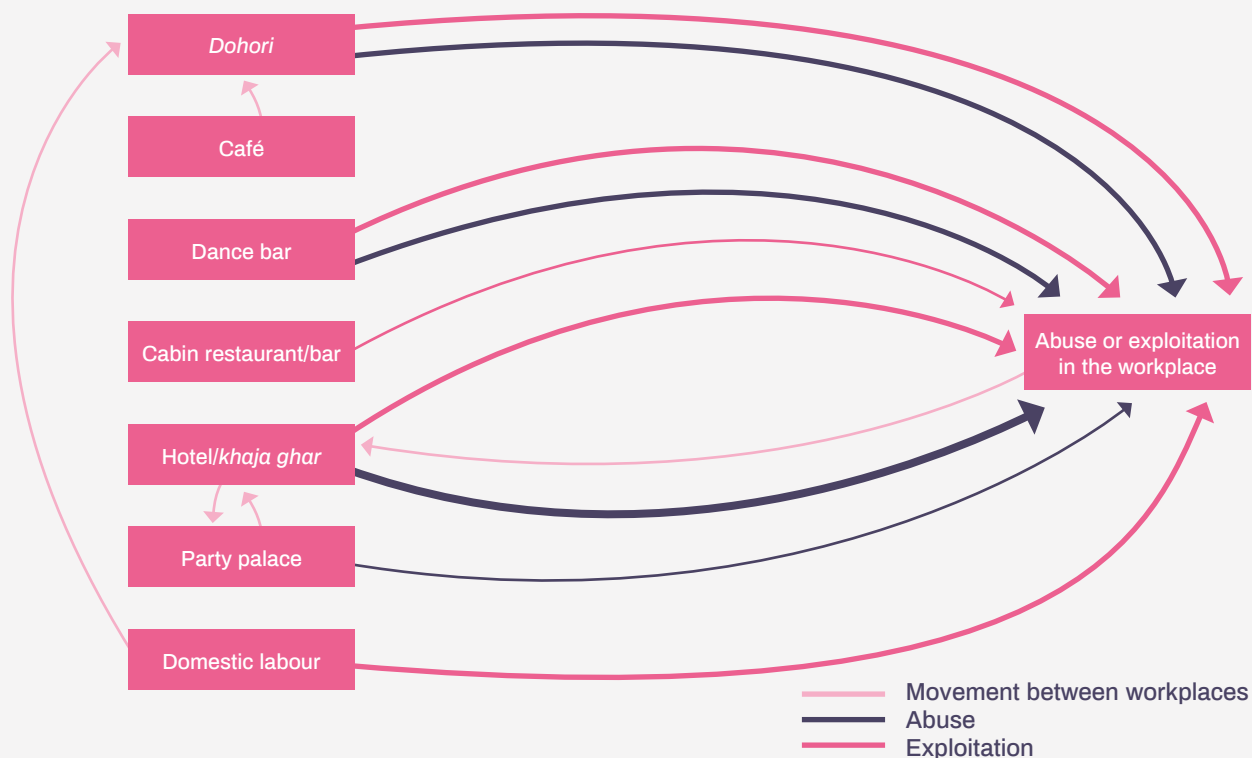 Dohori
Café
Dance bar
Cabin restaurant/bar
Hotel/khaja ghar
Party palace
Domestic labour
Abuse or exploitation
in the workplace
Movement between workplaces
Abuse
Exploitation